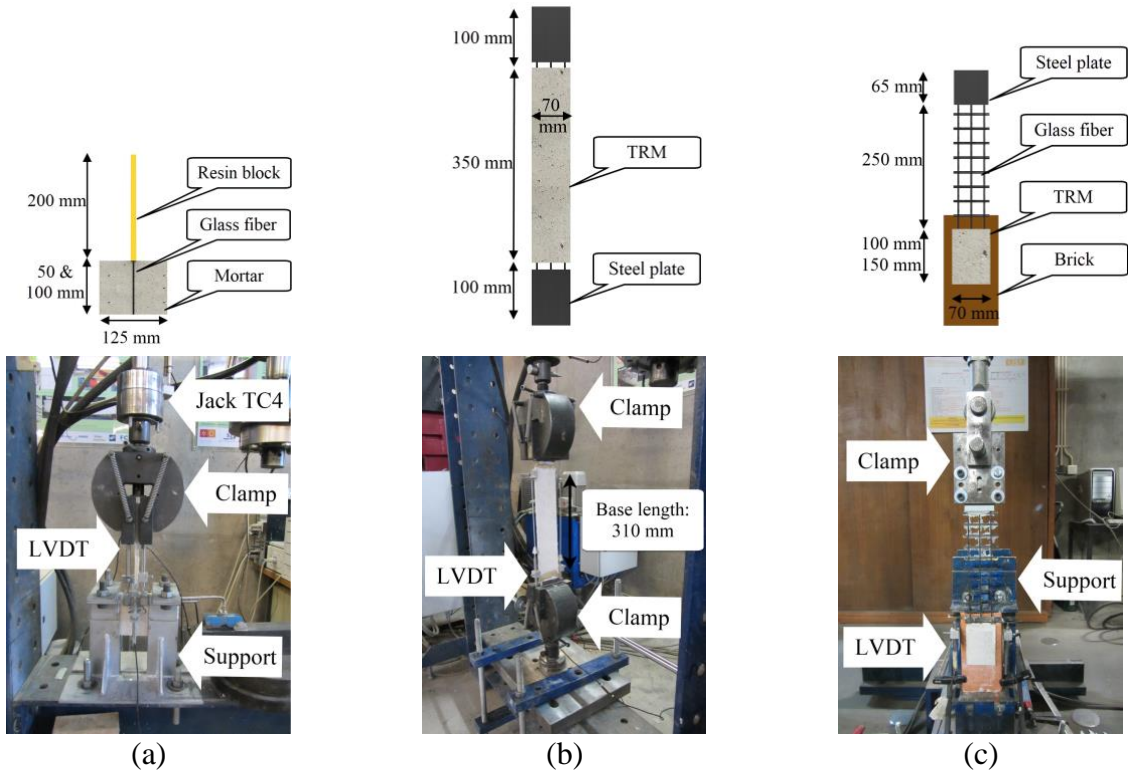 200 mm
Resin block
Glass fiber
50 &
100 mm
Mortar
125 mm
100 mm
70
mm
350 mm
TRM
100 mm
Steel plate
65 mm
Steel plate
250 mm
Glass fiber
TRM
100 mm
150 mm
Brick
70 mm
Jack TC4
Clamp
LVDT
Support
Clamp
Base length:
310 mm
LVDT
Clamp
Clamp
Support
LVDT
(a)
(b)
(c)